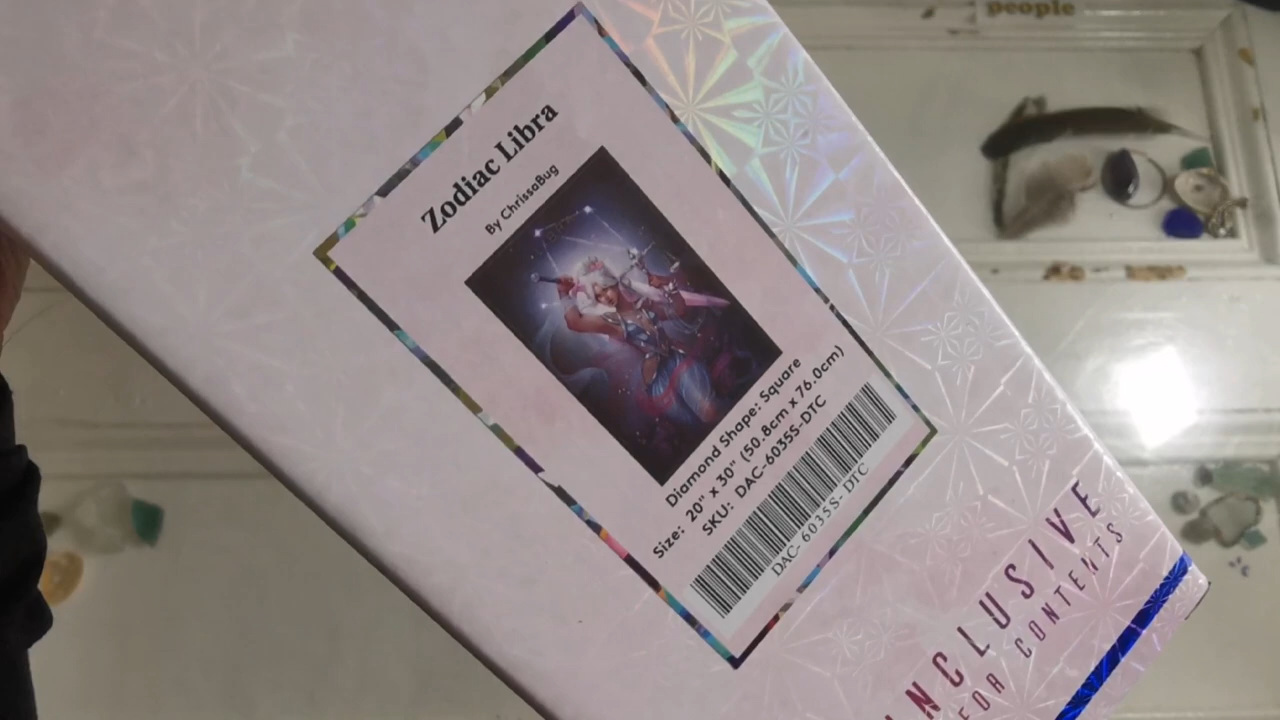 people
Zodiac Libra
By ChrissaBug
Diamond Shape: Square
Size: 20" x 30" (50.8cm x 76.0cm)
SKU: DAC-6035S-DTC
DAC- 6035S- DTC
INCLUSIVE
FOR CONTENTS